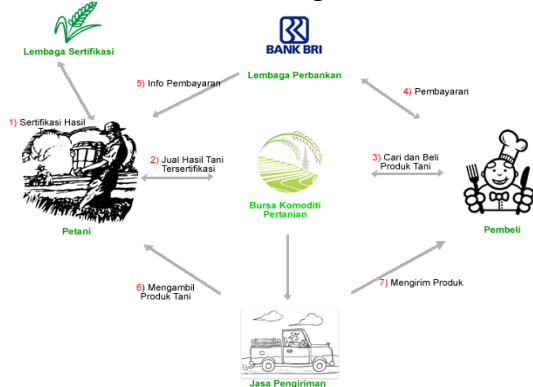 BANK BRI
Lembaga Sertifikasi
Lembaga Perbankan
5) Info Pembayaran
4) Pembayaran
1) Sertifikasi Hasil
Tani
2) Jual Hasil Tani
Tersertifikasi
3) Cari dan Beli
Produk Tani
Bursa Komoditi
Pertanian
Petani
Pembeli
6) Mengambil
Produk Tani
7) Mengirim Produk
Jasa Pengiriman